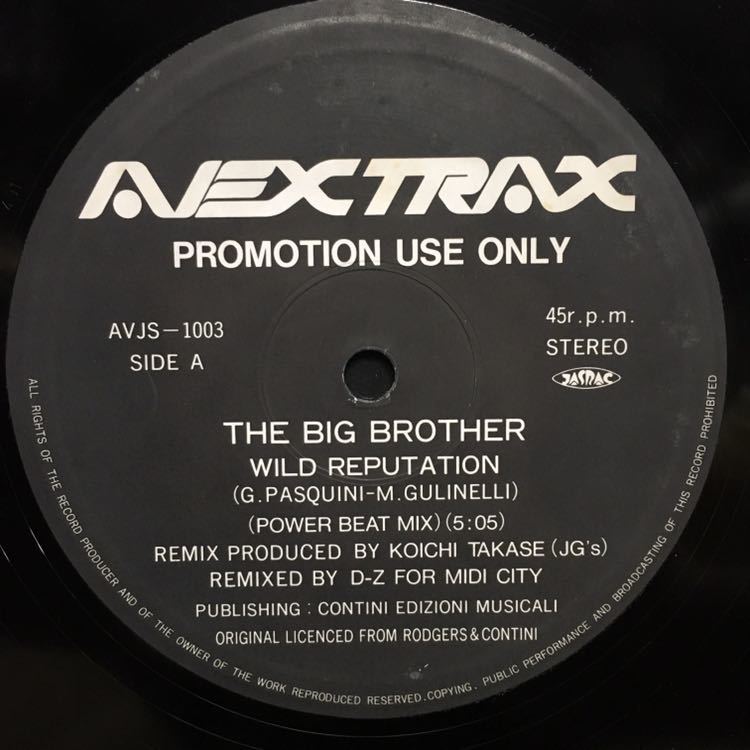 AVEX TRAX
PROMOTION USE ONLY
AVJS-1003
SIDE A
45r.p.m.
STEREO
JASRAC
THE BIG BROTHER
WILD REPUTATION
(G.PASQUINI-M.GULINELLI)
(POWER BEAT MIX)(5:05)
REMIX PRODUCED BY KOICHI TAKASE (JG's)
REMIXED BY D-Z FOR MIDI CITY
PUBLISHING : CONTINI EDIZIONI MUSICALI
ORIGINAL LICENCED FROM RODGERS & CONTINI
ALL RIGHTS OF THE RECORD PRODUCER AND OF THE OWNER OF THE WORK REPRODUCED RESERVED.COPYING. PUBLIC PERFORMANCE AND BROADCASTING OF THIS RECORD PROHIBITED